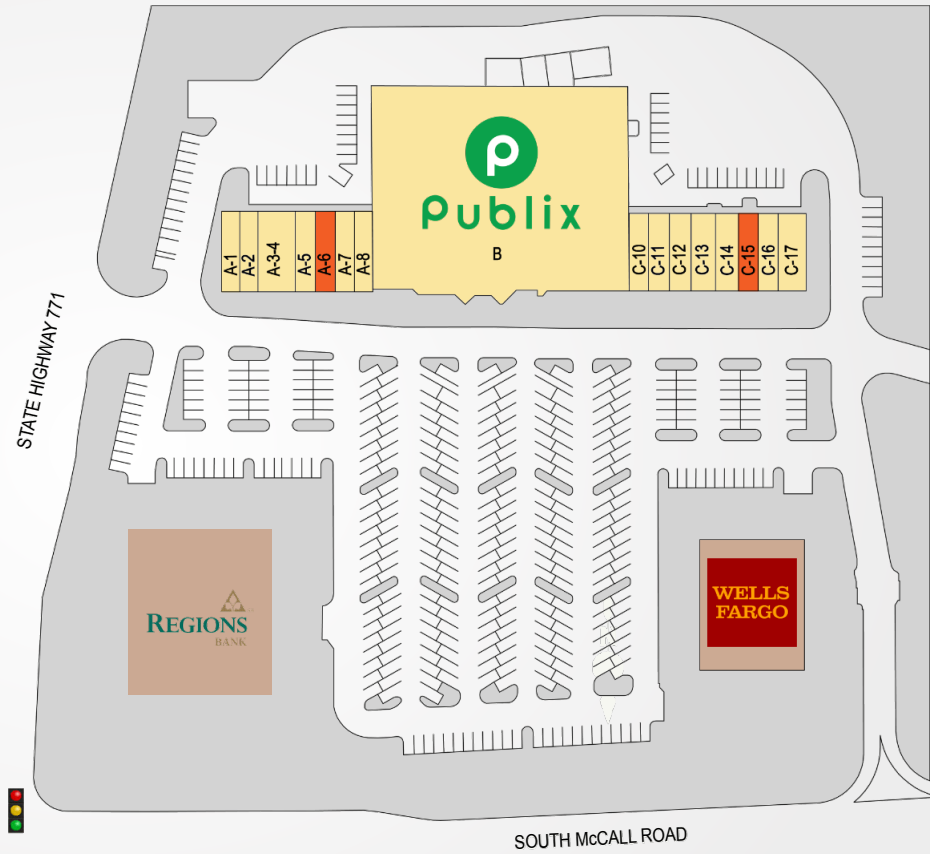 Publix
B
A-1
A-2
A-3-4
A-5
A-6
A-7
A-8
C-10
C-11
C-12
C-13
C-14
C-15
C-16
C-17
STATE HIGHWAY 771
REGIONS
BANK
WELLS
FARGO
SOUTH McCALL ROAD